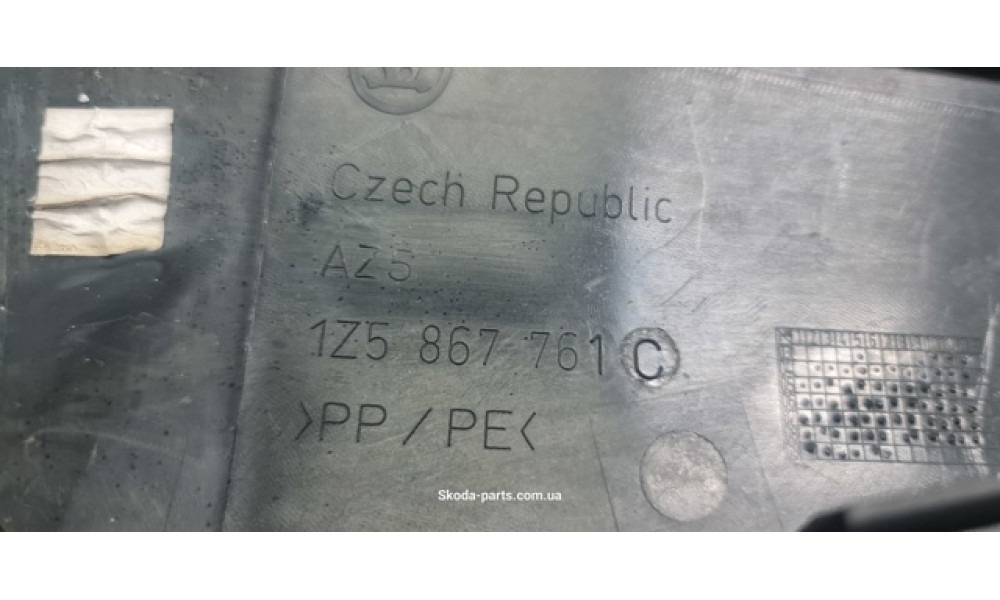 Czech Republic
AZ5
1Z5 867 761 C
>PP/PE<
Skoda-parts.com.ua